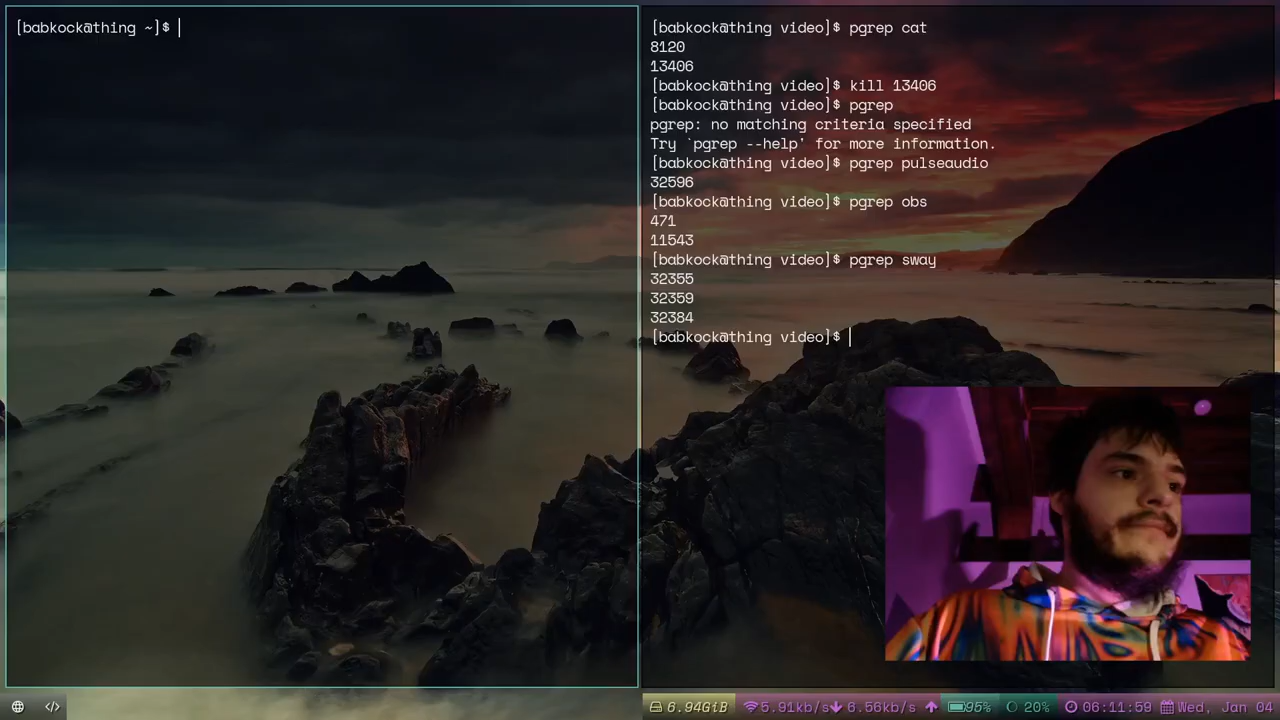 [babkock@thing ~]$
[babkock@thing video]$ pgrep cat
8120
13406
[babkock@thing video]$ kill 13406
[babkock@thing video]$ pgrep
pgrep: no matching criteria specified
Try `pgrep --help' for more information.
[babkock@thing video]$ pgrep pulseaudio
32596
[babkock@thing video]$ pgrep obs
471
11543
[babkock@thing video]$ pgrep sway
32355
32359
32384
[babkock@thing video]$
6.94GiB 5.91kb/s 6.56kb/s 95% 20% 06:11:59 Wed, Jan 04